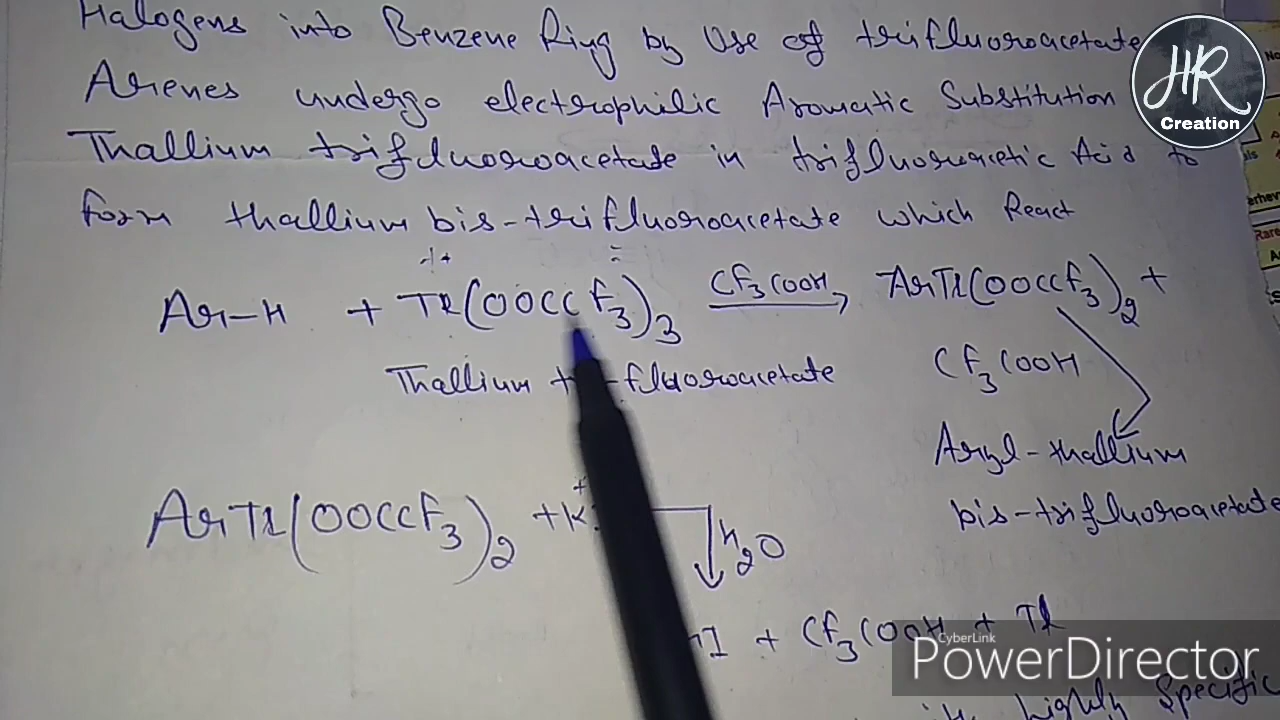 Halogens into Benzene Ring by Use of trifluoroacetate
Arenes undergo electrophilic Aromatic Substitution
Thallium trifluoroacetate in trifluoroacetic Acid to
form thallium bis-trifluoroacetate which React
Ar-H + Tl(OOCCF3)3 CF3COOH ArTl(OOCCF3)2 +
Thallium fluoroacetate
CF3COOH
Aryl-thallium
bis-trifluoroacetate
ArTl(OOCCF3)2 + K
H2O
I + CF3COOH + Tl
highly Specific
HR
Creation
CyberLink
PowerDirector